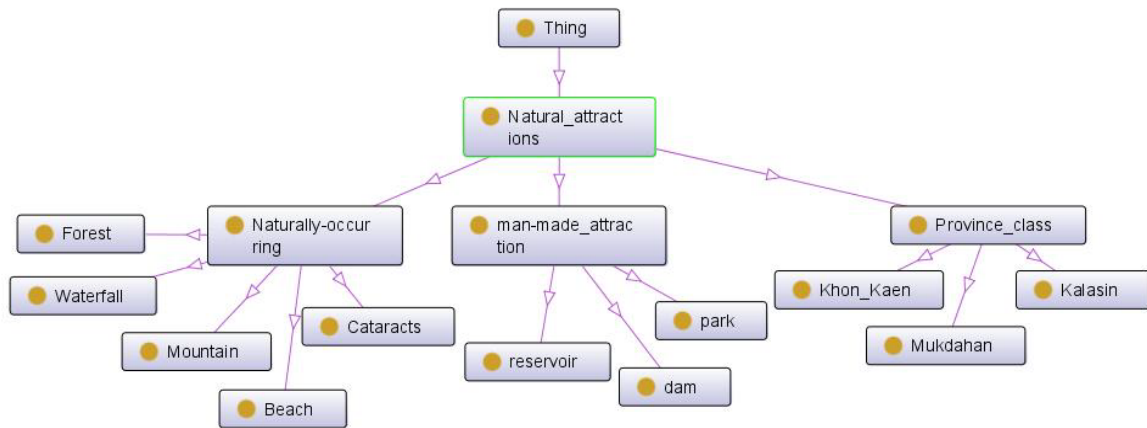 Thing
Natural_attract
ions
Naturally-occur
ring
man-made_attrac
tion
Province_class
Forest
Waterfall
Mountain
Beach
Cataracts
reservoir
dam
park
Khon_Kaen
Mukdahan
Kalasin